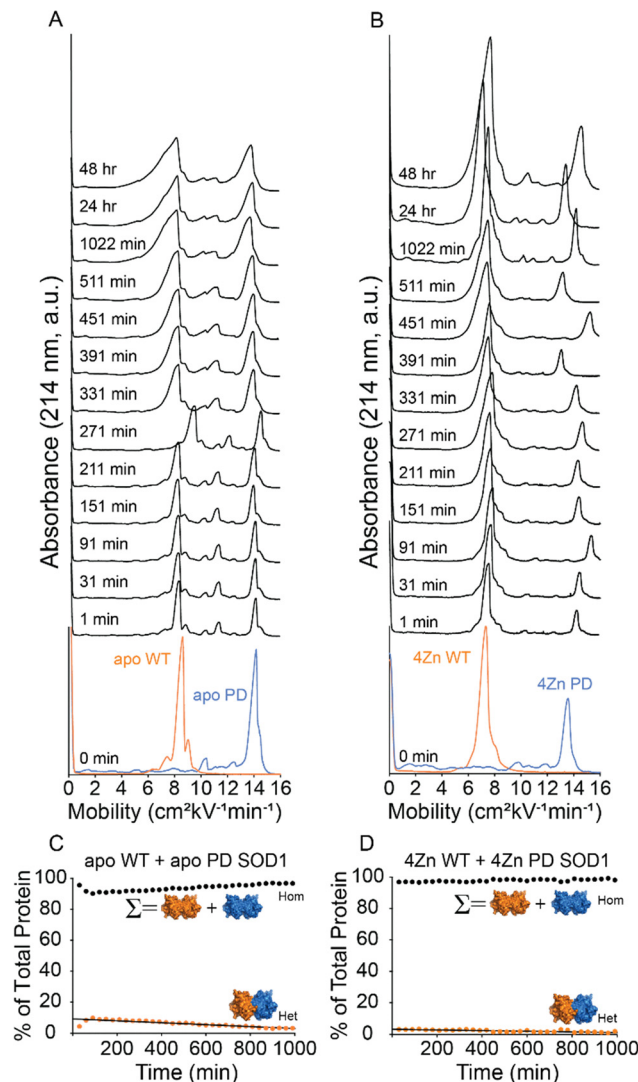 A
Absorbance (214 nm, a.u.)
48 hr
24 hr
1022 min
511 min
451 min
391 min
331 min
271 min
211 min
151 min
91 min
31 min
1 min
apo WT
apo PD
0 min
0 2 4 6 8 10 12 14 16
Mobility (cm²kV⁻¹min⁻¹)
B
Absorbance (214 nm, a.u.)
48 hr
24 hr
1022 min
511 min
451 min
391 min
331 min
271 min
211 min
151 min
91 min
31 min
1 min
4Zn WT
4Zn PD
0 min
0 2 4 6 8 10 12 14 16
Mobility (cm²kV⁻¹min⁻¹)
C
apo WT + apo PD SOD1
% of Total Protein
100
80
60
40
20
0
Σ= + Hom
Het
0 200 400 600 800 1000
Time (min)
D
4Zn WT + 4Zn PD SOD1
% of Total Protein
100
80
60
40
20
0
Σ= + Hom
Het
0 200 400 600 800 1000
Time (min)